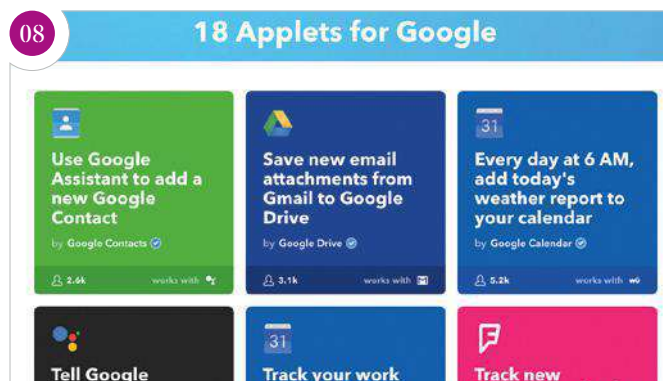 08
18 Applets for Google
Use Google
Assistant to add a
new Google
Contact
by Google Contacts
2.6k works with
Save new email
attachments from
Gmail to Google
Drive
by Google Drive
3.1k works with
31
Every day at 6 AM,
add today's
weather report to
your calendar
by Google Calendar
5.2k works with wu
Tell Google
31
Track your work
Track new